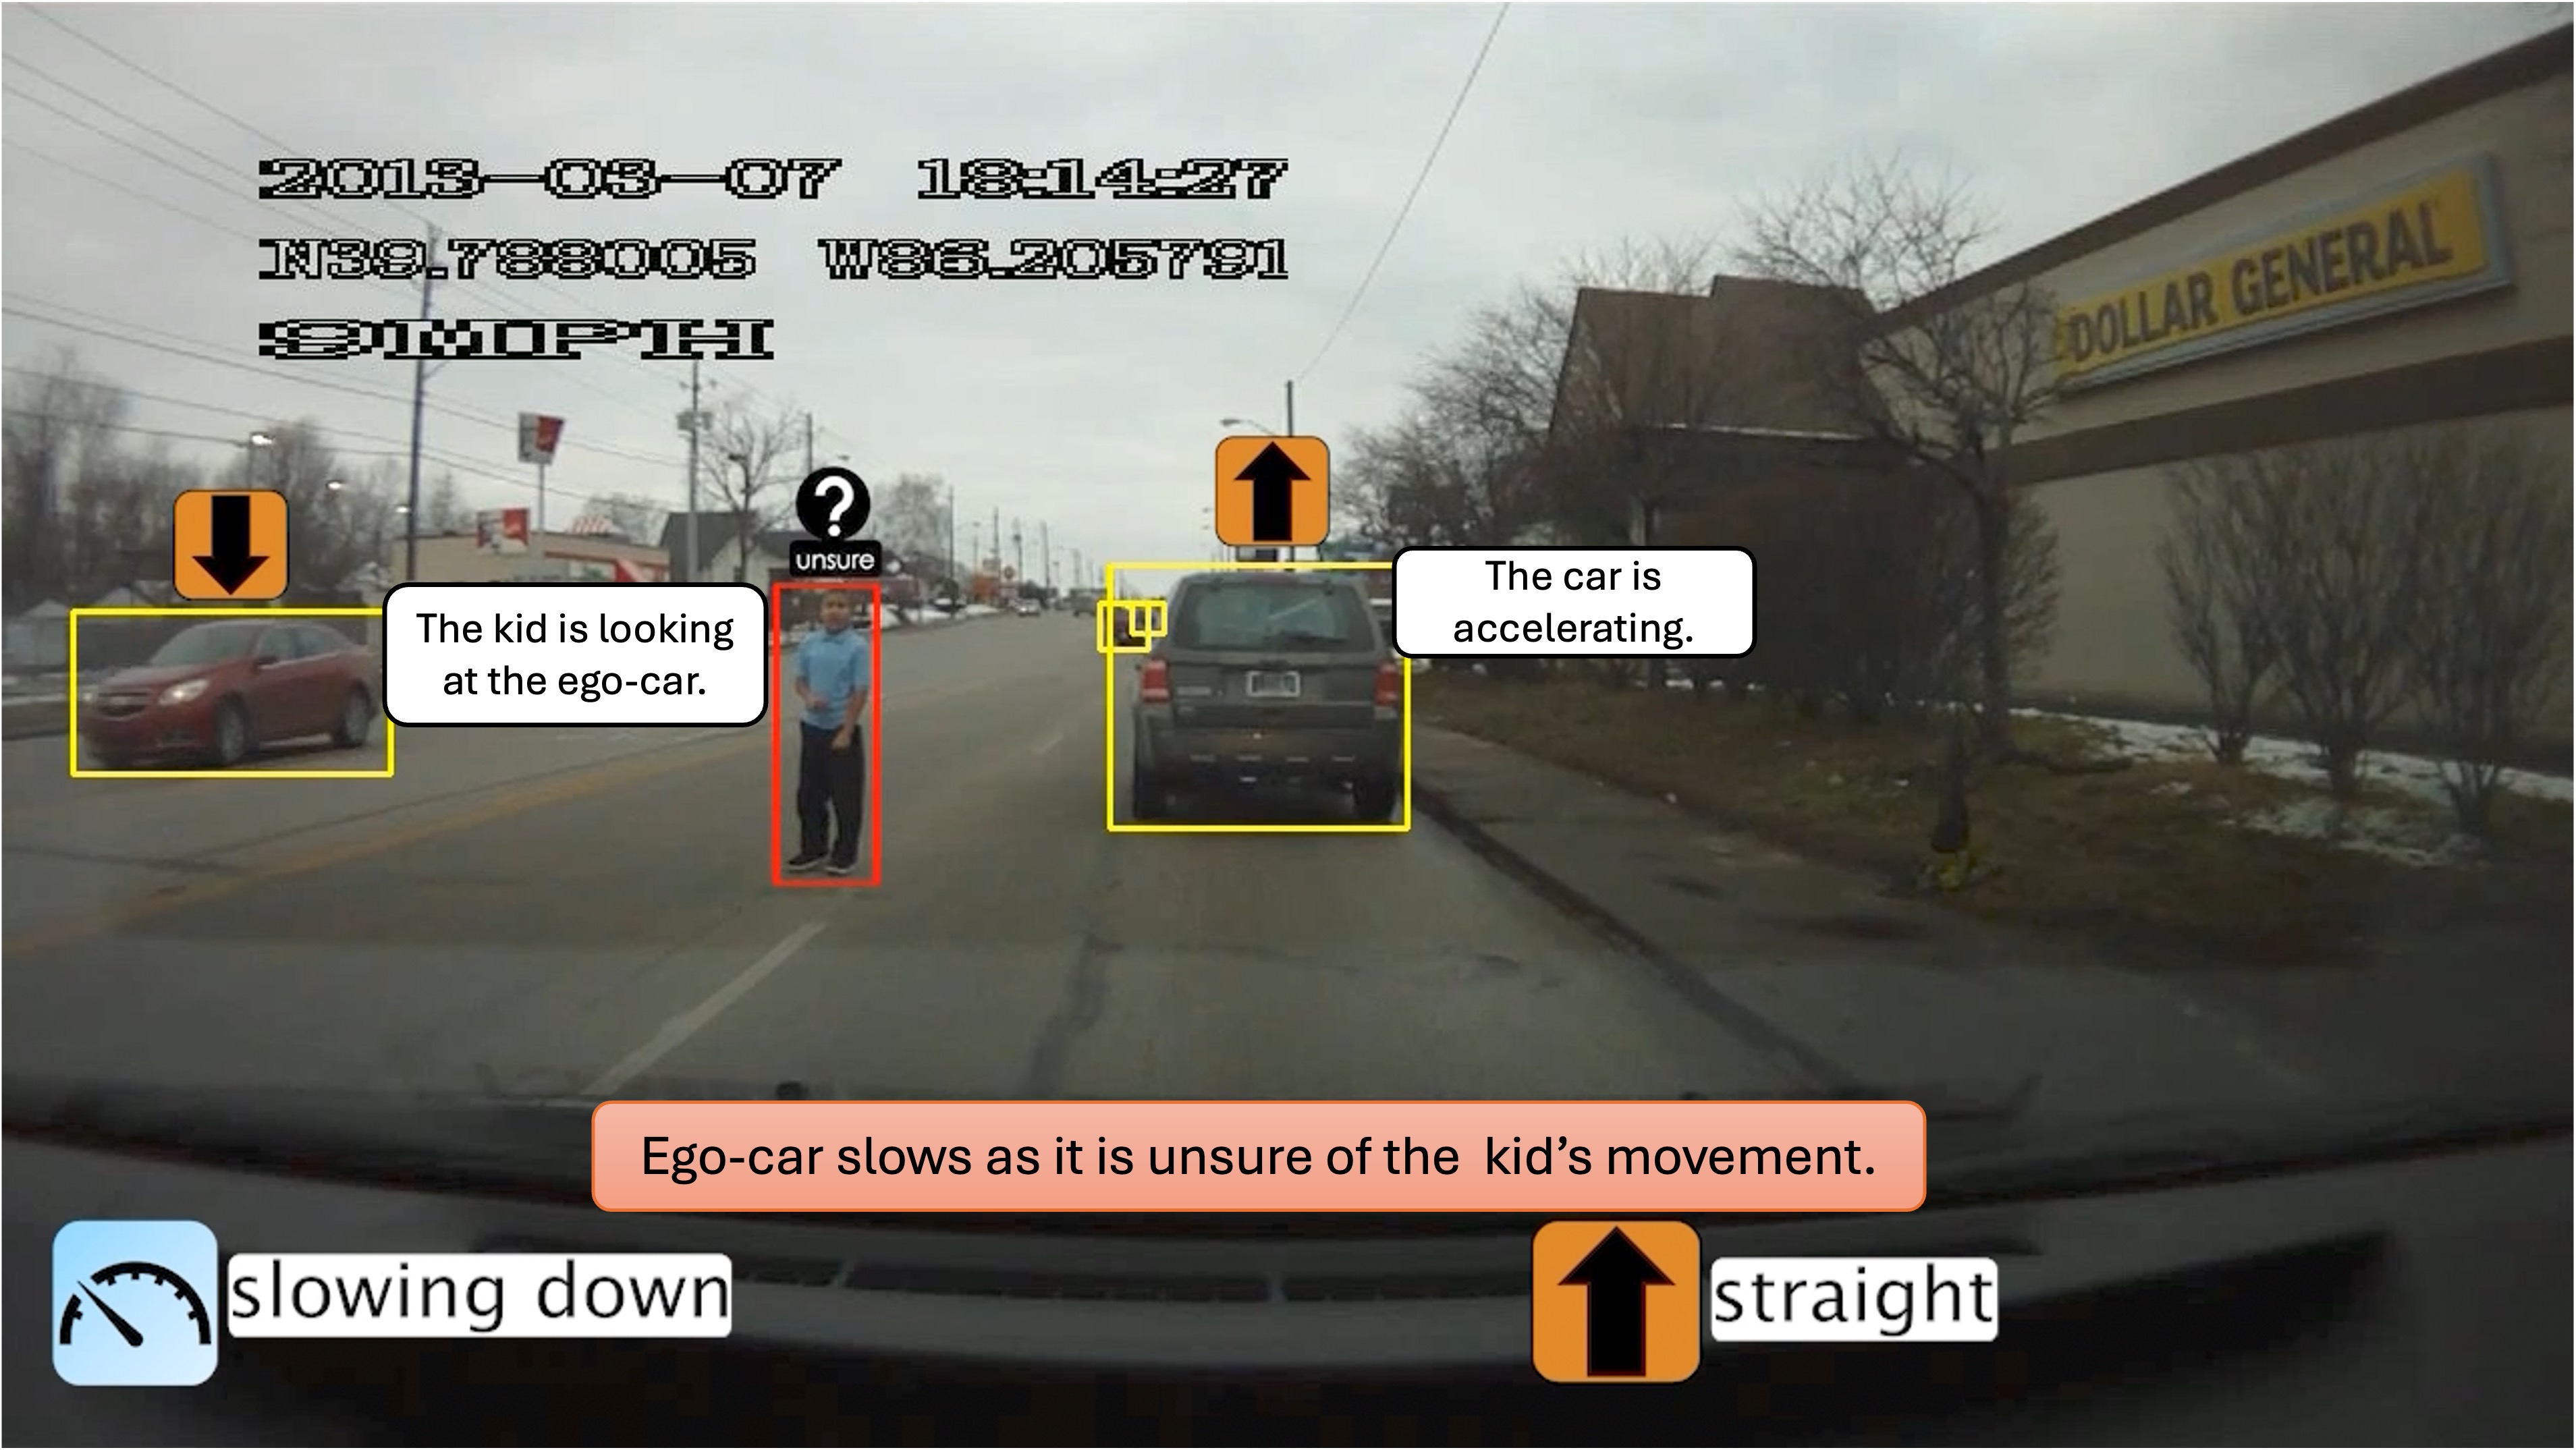 2013-03-07 18:14:27
N39.788005 W86.205791
9MPH
DOLLAR GENERAL
?
unsure
The kid is looking
at the ego-car.
The car is
accelerating.
Ego-car slows as it is unsure of the kid's movement.
slowing down
straight